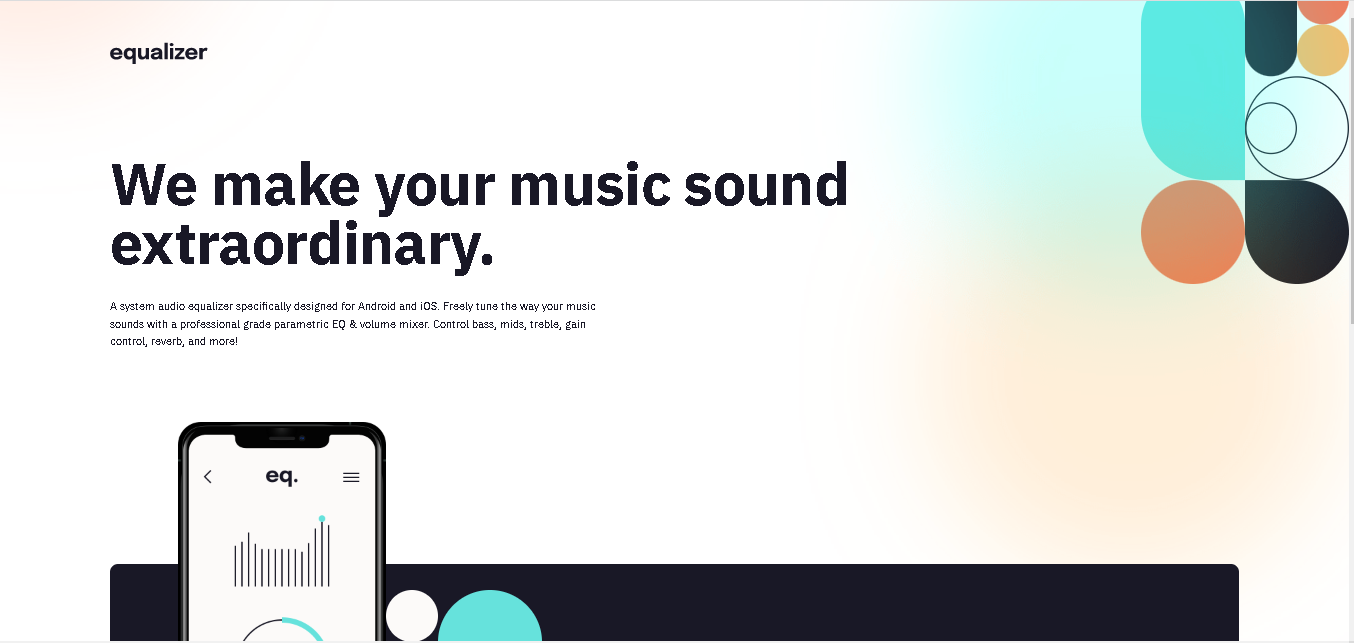 equalizer
We make your music sound
extraordinary.
A system audio equalizer specifically designed for Android and iOS. Freely tune the way your music
sounds with a professional grade parametric EQ & volume mixer. Control bass, mids, treble, gain
control, reverb, and more!
eq.